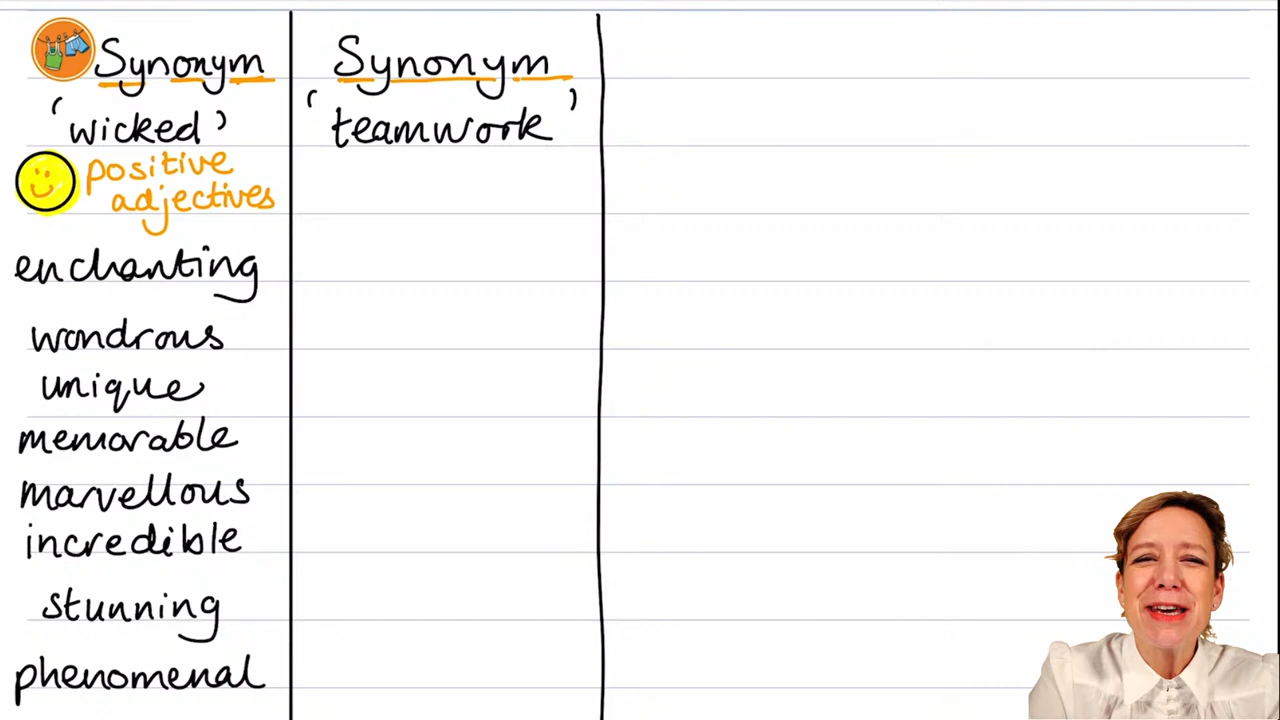 Synonym
'wicked'
positive
adjectives
enchanting
wondrous
unique
memorable
marvellous
incredible
stunning
phenomenal
Synonym
'teamwork'